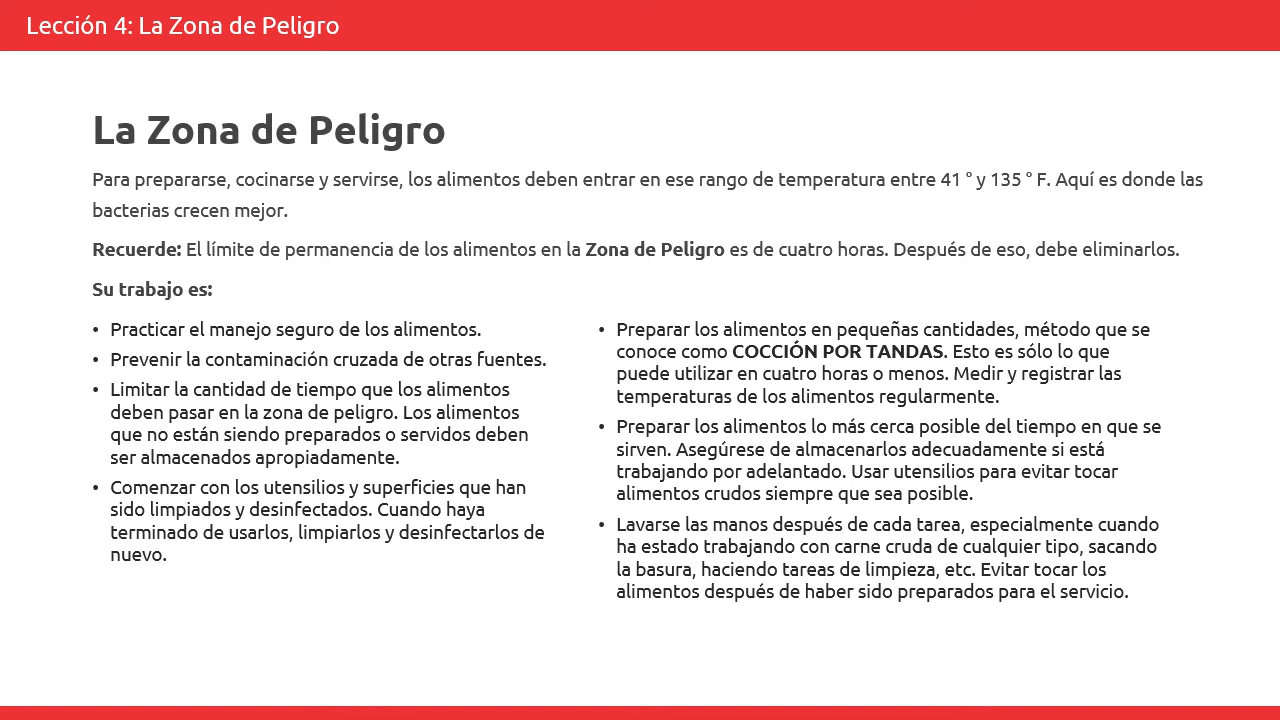 Lección 4: La Zona de Peligro
La Zona de Peligro
Para prepararse, cocinarse y servirse, los alimentos deben entrar en ese rango de temperatura entre 41 ° y 135 ° F. Aquí es donde las
bacterias crecen mejor.
Recuerde: El límite de permanencia de los alimentos en la Zona de Peligro es de cuatro horas. Después de eso, debe eliminarlos.
Su trabajo es:
• Practicar el manejo seguro de los alimentos.
• Prevenir la contaminación cruzada de otras fuentes.
• Limitar la cantidad de tiempo que los alimentos
deben pasar en la zona de peligro. Los alimentos
que no están siendo preparados o servidos deben
ser almacenados apropiadamente.
• Comenzar con los utensilios y superficies que han
sido limpiados y desinfectados. Cuando haya
terminado de usarlos, limpiarlos y desinfectarlos de
nuevo.
• Preparar los alimentos en pequeñas cantidades, método que se
conoce como COCCIÓN POR TANDAS. Esto es sólo lo que
puede utilizar en cuatro horas o menos. Medir y registrar las
temperaturas de los alimentos regularmente.
• Preparar los alimentos lo más cerca posible del tiempo en que se
sirven. Asegúrese de almacenarlos adecuadamente si está
trabajando por adelantado. Usar utensilios para evitar tocar
alimentos crudos siempre que sea posible.
• Lavarse las manos después de cada tarea, especialmente cuando
ha estado trabajando con carne cruda de cualquier tipo, sacando
la basura, haciendo tareas de limpieza, etc. Evitar tocar los
alimentos después de haber sido preparados para el servicio.